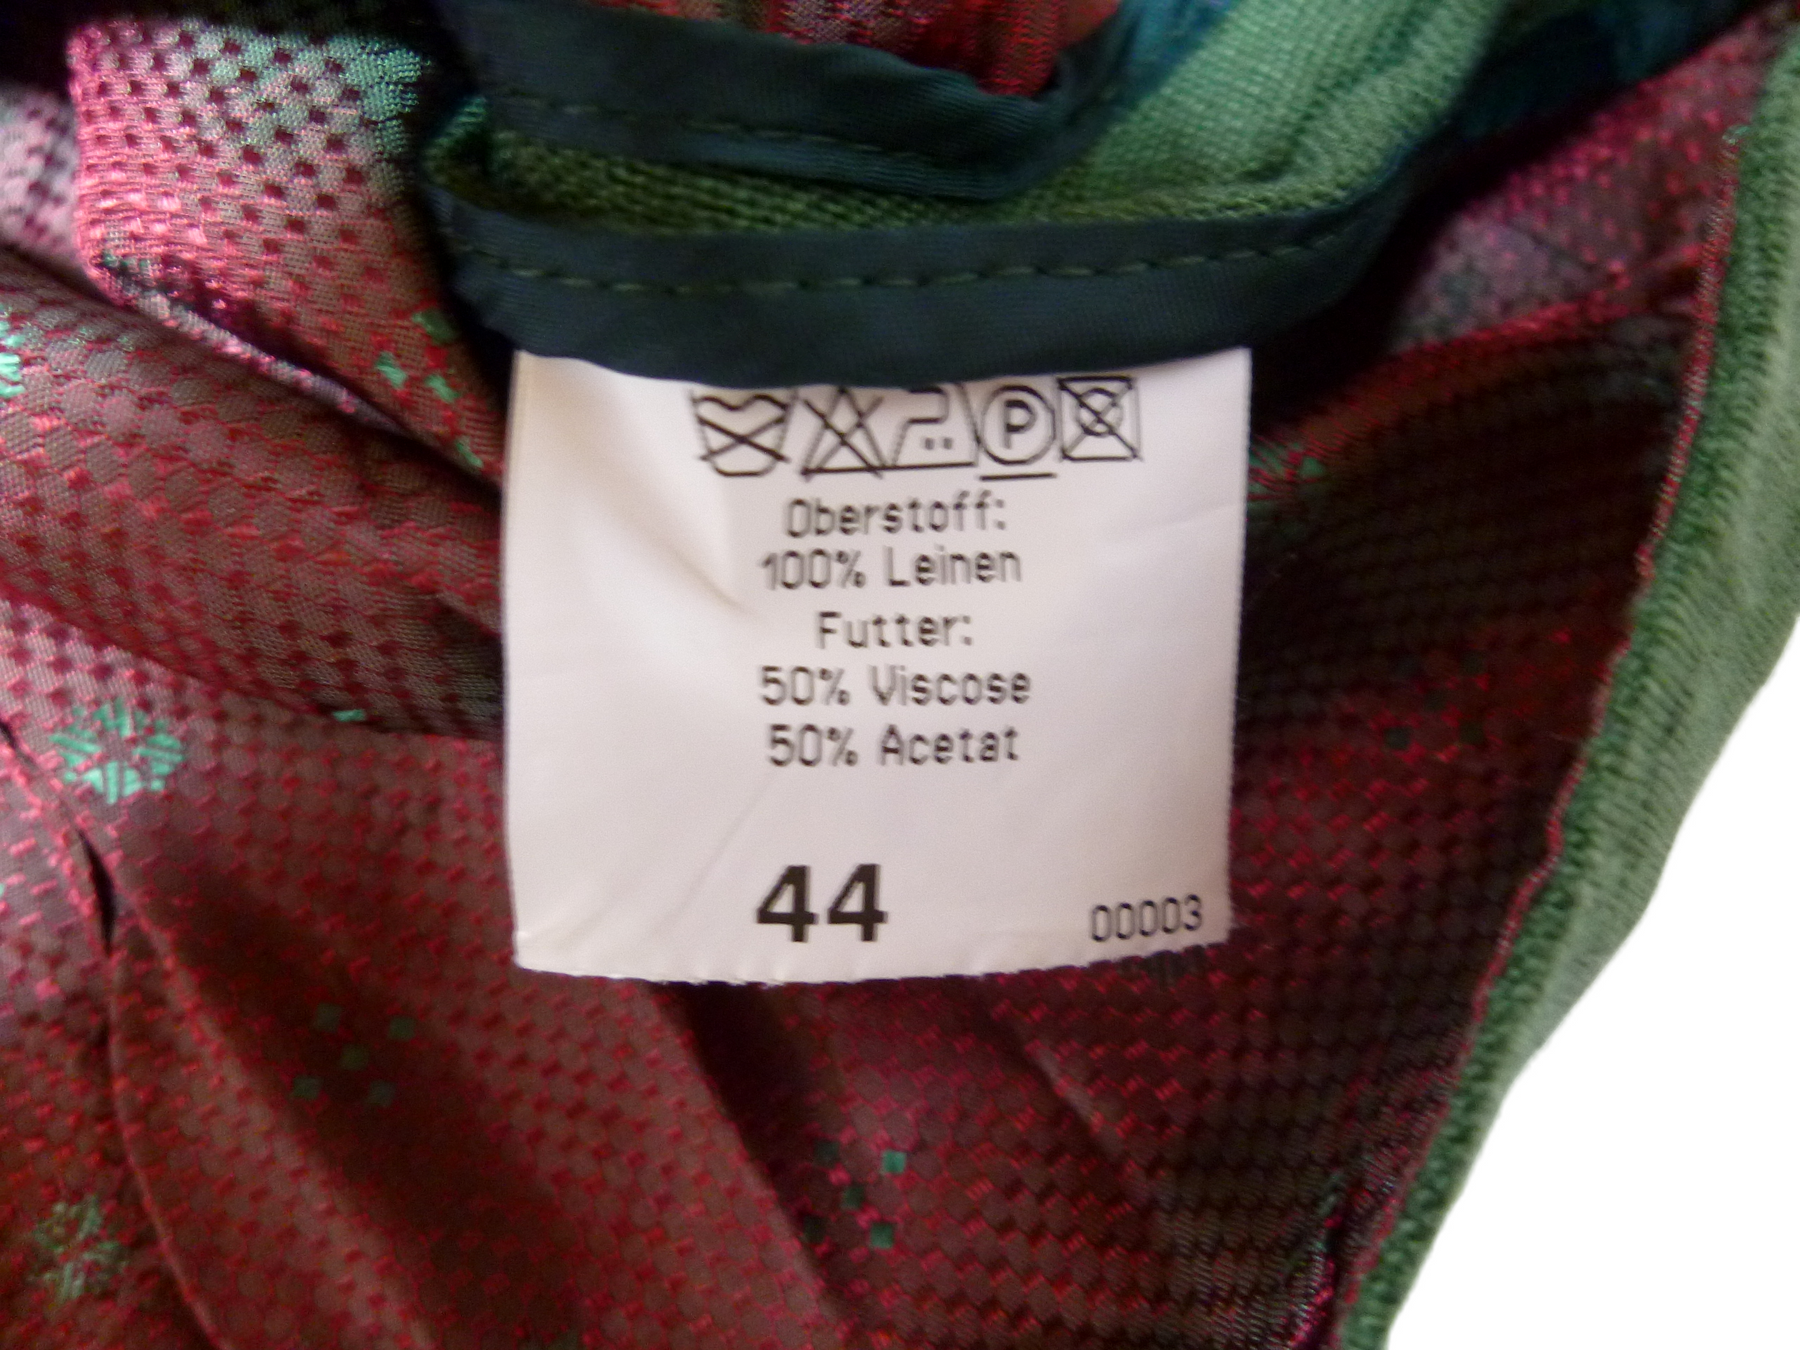 P
Oberstoff:
100% Leinen
Futter:
50% Viscose
50% Acetat
44 00003